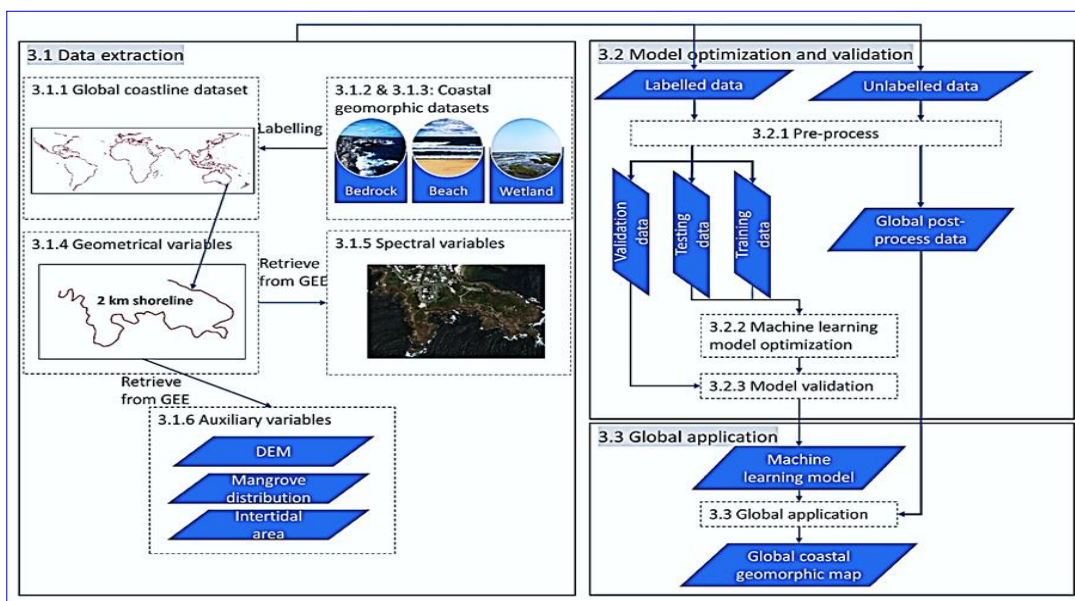 3.1 Data extraction
3.1.1 Global coastline dataset
Labelling
3.1.2 & 3.1.3: Coastal
geomorphic datasets
Bedrock
Beach
Wetland
3.1.4 Geometrical variables
2 km shoreline
Retrieve
from GEE
3.1.5 Spectral variables
Retrieve
from GEE
3.1.6 Auxiliary variables
DEM
Mangrove
distribution
Intertidal
area
3.2 Model optimization and validation
Labelled data
Unlabelled data
3.2.1 Pre-process
Validation
data
Testing
data
Training
data
Global post-
process data
3.2.2 Machine learning
model optimization
3.2.3 Model validation
3.3 Global application
Machine
learning model
3.3 Global application
Global coastal
geomorphic map